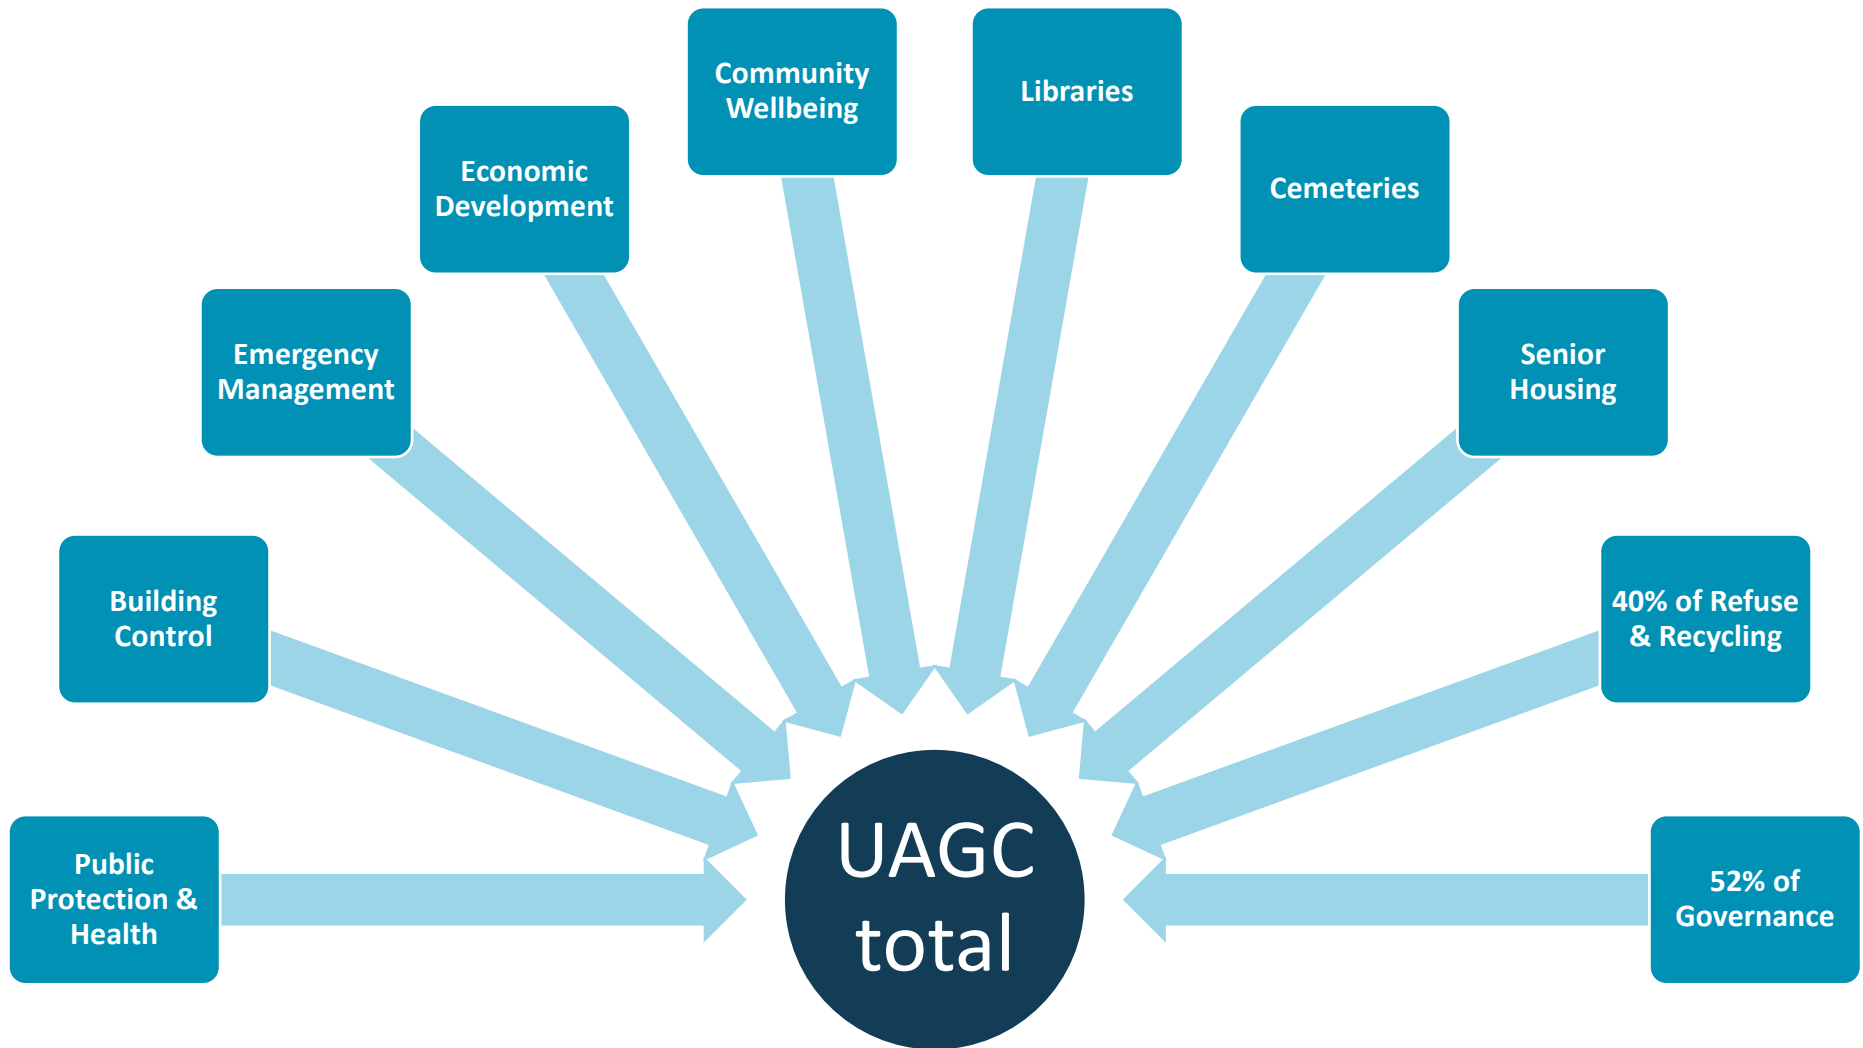 Community
Wellbeing
Libraries
Economic
Development
Cemeteries
Emergency
Management
Senior
Housing
Building
Control
40% of Refuse
& Recycling
Public
Protection &
Health
UAGC
total
52% of
Governance